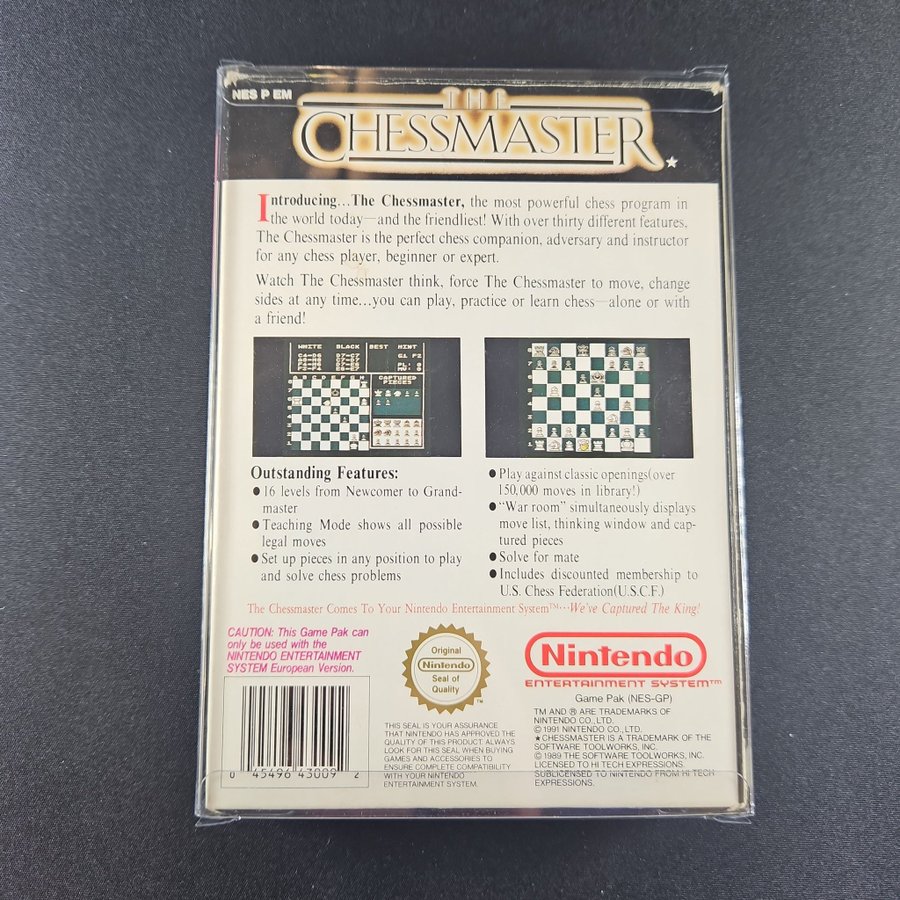 NES P EM
THE
CHESSMASTER
★
Introducing...The Chessmaster, the most powerful chess program in
the world today—and the friendliest! With over thirty different features,
The Chessmaster is the perfect chess companion, adversary and instructor
for any chess player, beginner or expert.
Watch The Chessmaster think, force The Chessmaster to move, change
sides at any time...you can play, practice or learn chess—alone or with
a friend!
WHITE BLACK BEST HINT
CAPTURED
PIECES
Outstanding Features:
●16 levels from Newcomer to Grand-
master
●Teaching Mode shows all possible
legal moves
●Set up pieces in any position to play
and solve chess problems
●Play against classic openings(over
150,000 moves in library!)
●"War room" simultaneously displays
move list, thinking window and cap-
tured pieces
●Solve for mate
●Includes discounted membership to
U.S. Chess Federation(U.S.C.F.)
The Chessmaster Comes To Your Nintendo Entertainment System™...We've Captured The King!
CAUTION: This Game Pak can
only be used with the
NINTENDO ENTERTAINMENT
SYSTEM European Version.
0 45496 43009 2
Original
Nintendo
Seal of
Quality
TM
THIS SEAL IS YOUR ASSURANCE
THAT NINTENDO HAS APPROVED THE
QUALITY OF THIS PRODUCT. ALWAYS
LOOK FOR THIS SEAL WHEN BUYING
GAMES AND ACCESSORIES TO
ENSURE COMPLETE COMPATIBILITY
WITH YOUR NINTENDO
ENTERTAINMENT SYSTEM.
Nintendo®
ENTERTAINMENT SYSTEM™
Game Pak (NES-GP)
TM AND ® ARE TRADEMARKS OF
NINTENDO CO., LTD.
© 1991 NINTENDO CO., LTD.
★CHESSMASTER IS A TRADEMARK OF THE
SOFTWARE TOOLWORKS, INC.
© 1989 THE SOFTWARE TOOLWORKS, INC.
LICENSED TO HI TECH EXPRESSIONS.
SUBLICENSED TO NINTENDO FROM HI TECH
EXPRESSIONS.